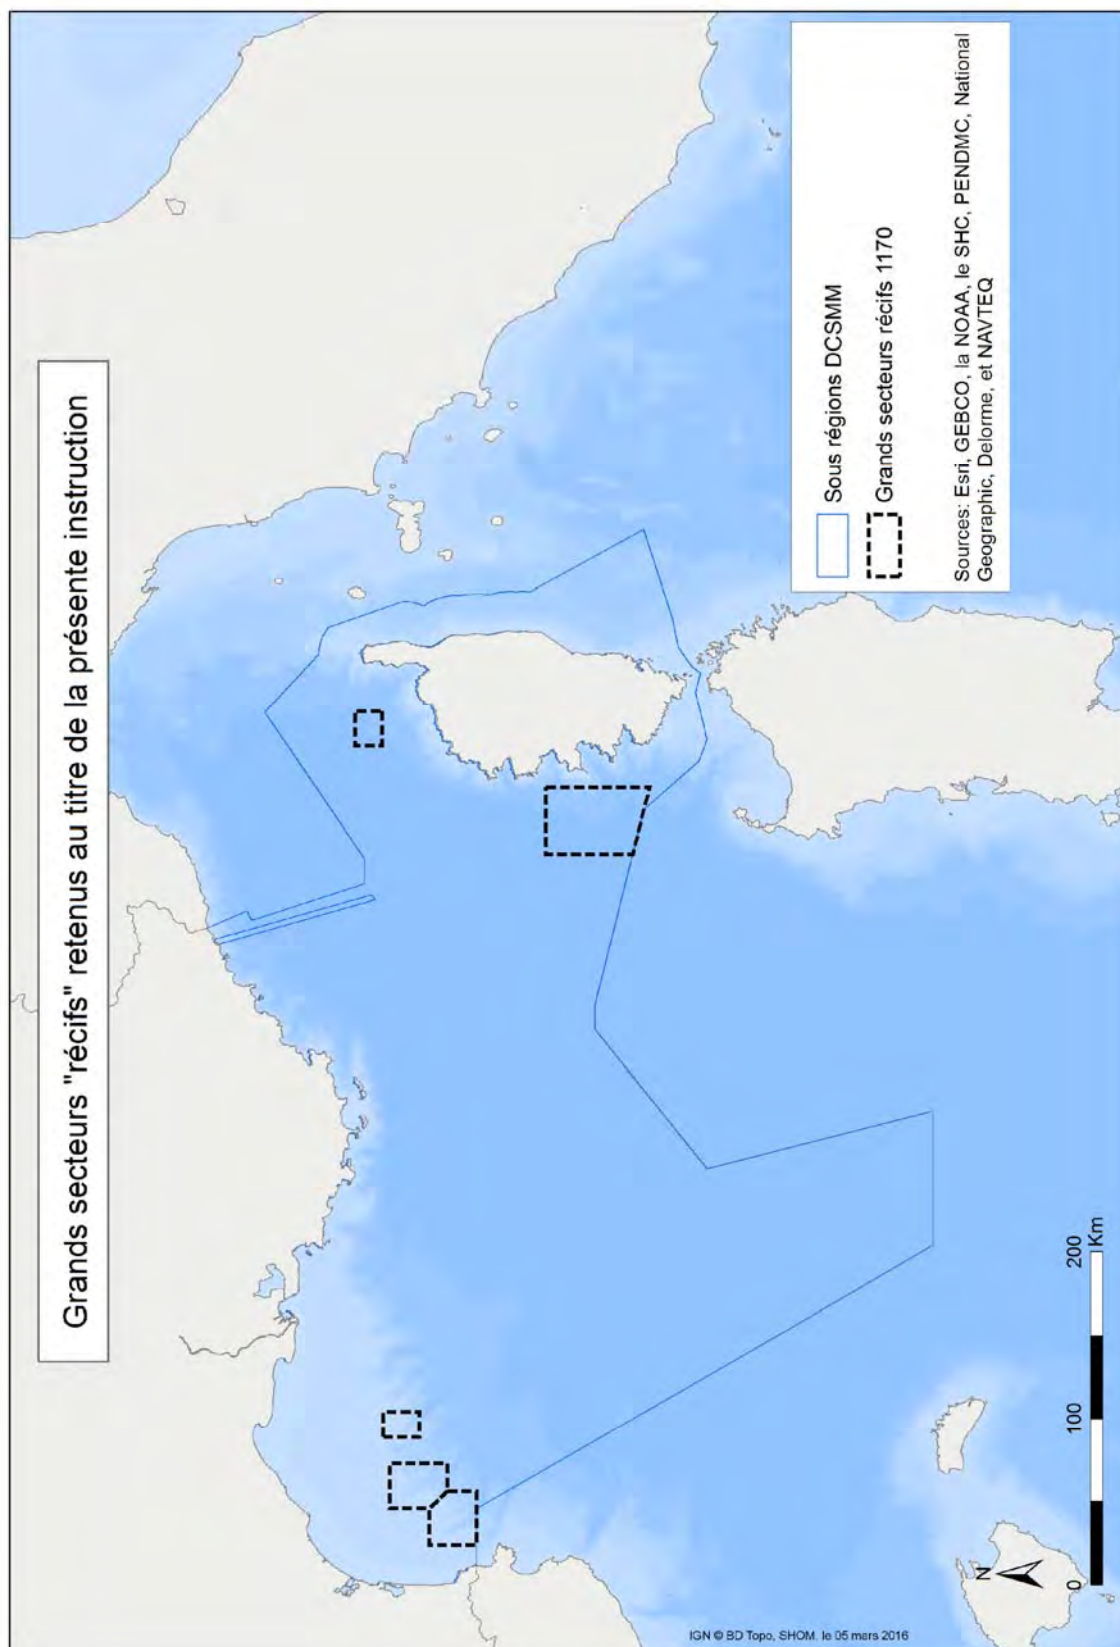 Grands secteurs "récifs" retenus au titre de la présente instruction
Sous régions DCSMM
Grands secteurs récifs 1170
Sources: Esri, GEBCO, la NOAA, le SHC, PENDMC, National
Geographic, Delorme, et NAVTEQ
N
0 100 200
Km
IGN © BD Topo, SHOM, le 05 mars 2016